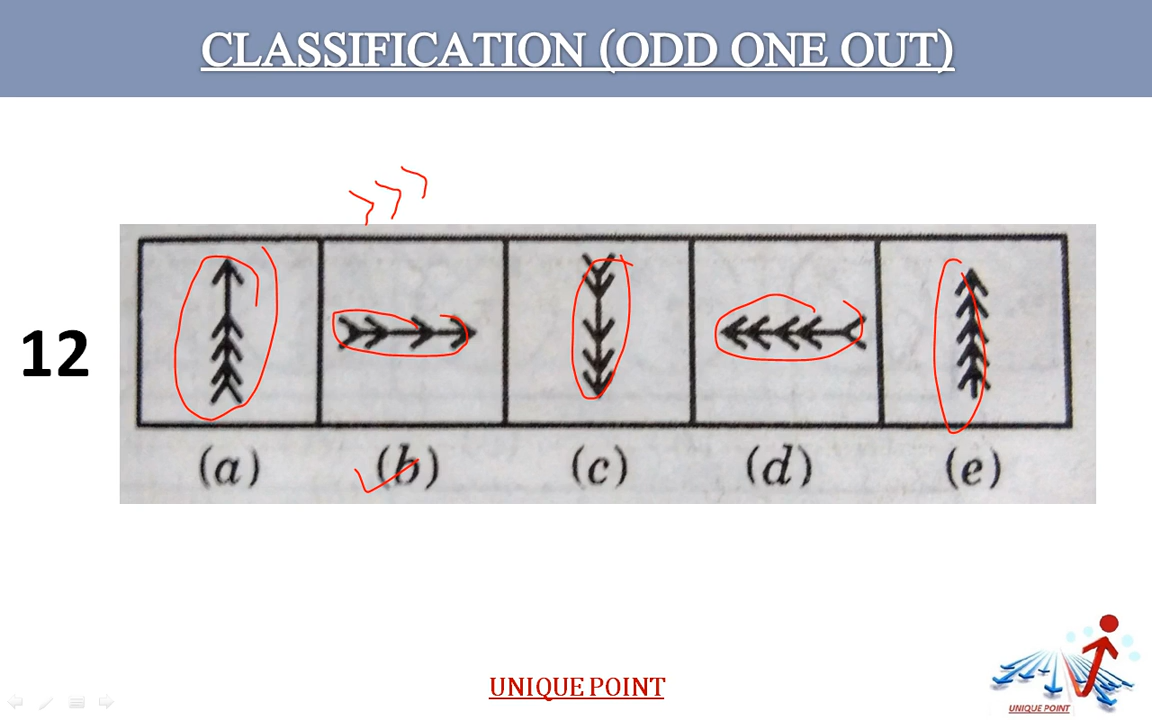 CLASSIFICATION (ODD ONE OUT)
12
(a) (b) (c) (d) (e)
UNIQUE POINT
UNIQUE POINT